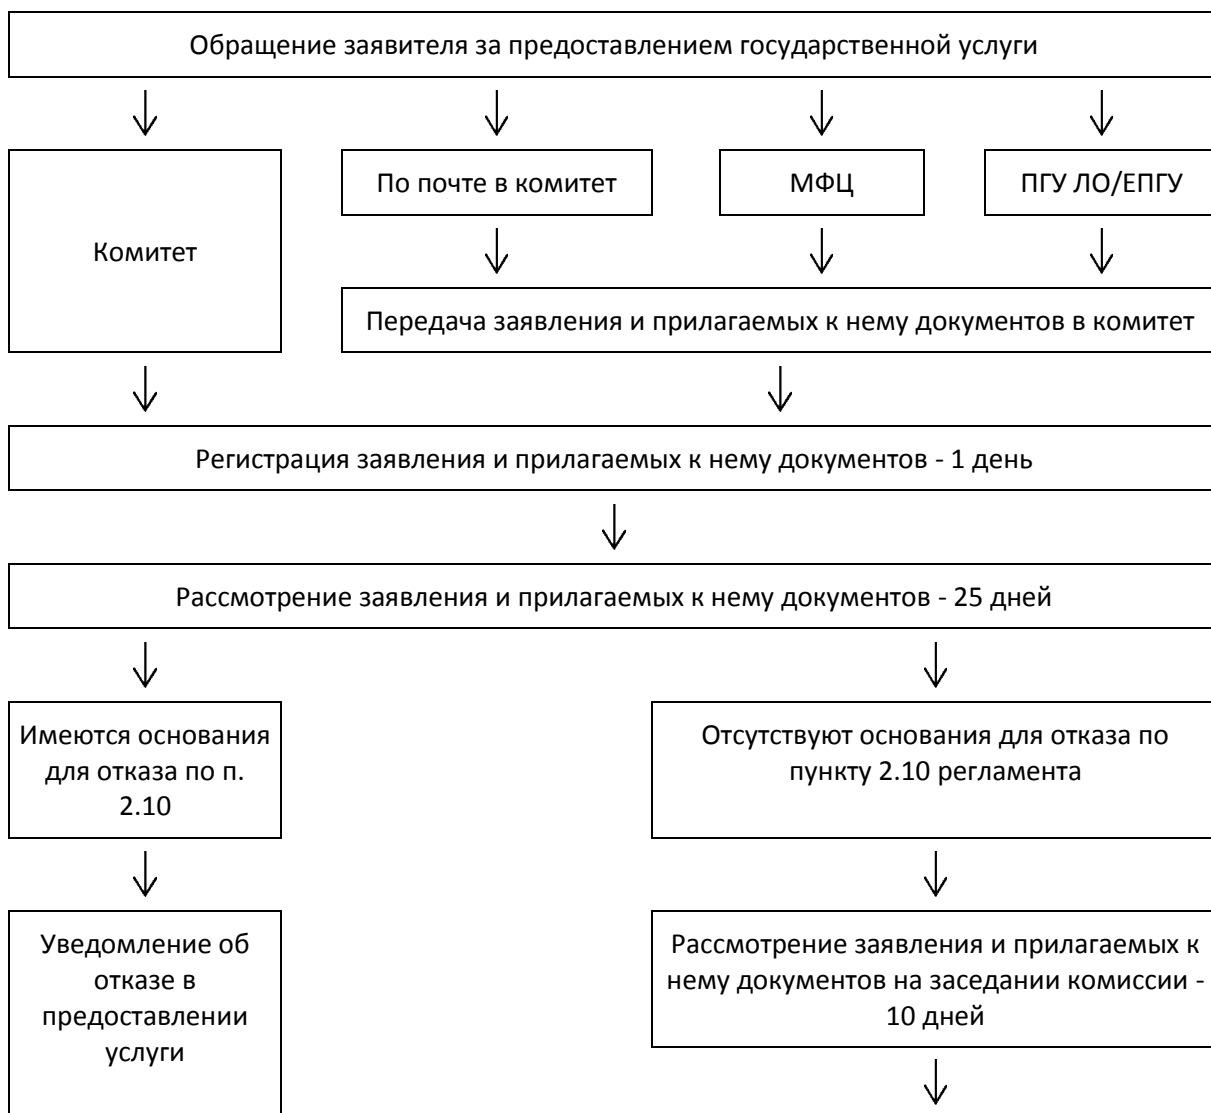 Обращение заявителя за предоставлением государственной услуги
Комитет
По почте в комитет
МФЦ
ПГУ ЛО/ЕПГУ
Передача заявления и прилагаемых к нему документов в комитет
Регистрация заявления и прилагаемых к нему документов - 1 день
Рассмотрение заявления и прилагаемых к нему документов - 25 дней
Имеются основания
для отказа по п.
2.10
Отсутствуют основания для отказа по
пункту 2.10 регламента
Уведомление об
отказе в
предоставлении
услуги
Рассмотрение заявления и прилагаемых к
нему документов на заседании комиссии -
10 дней